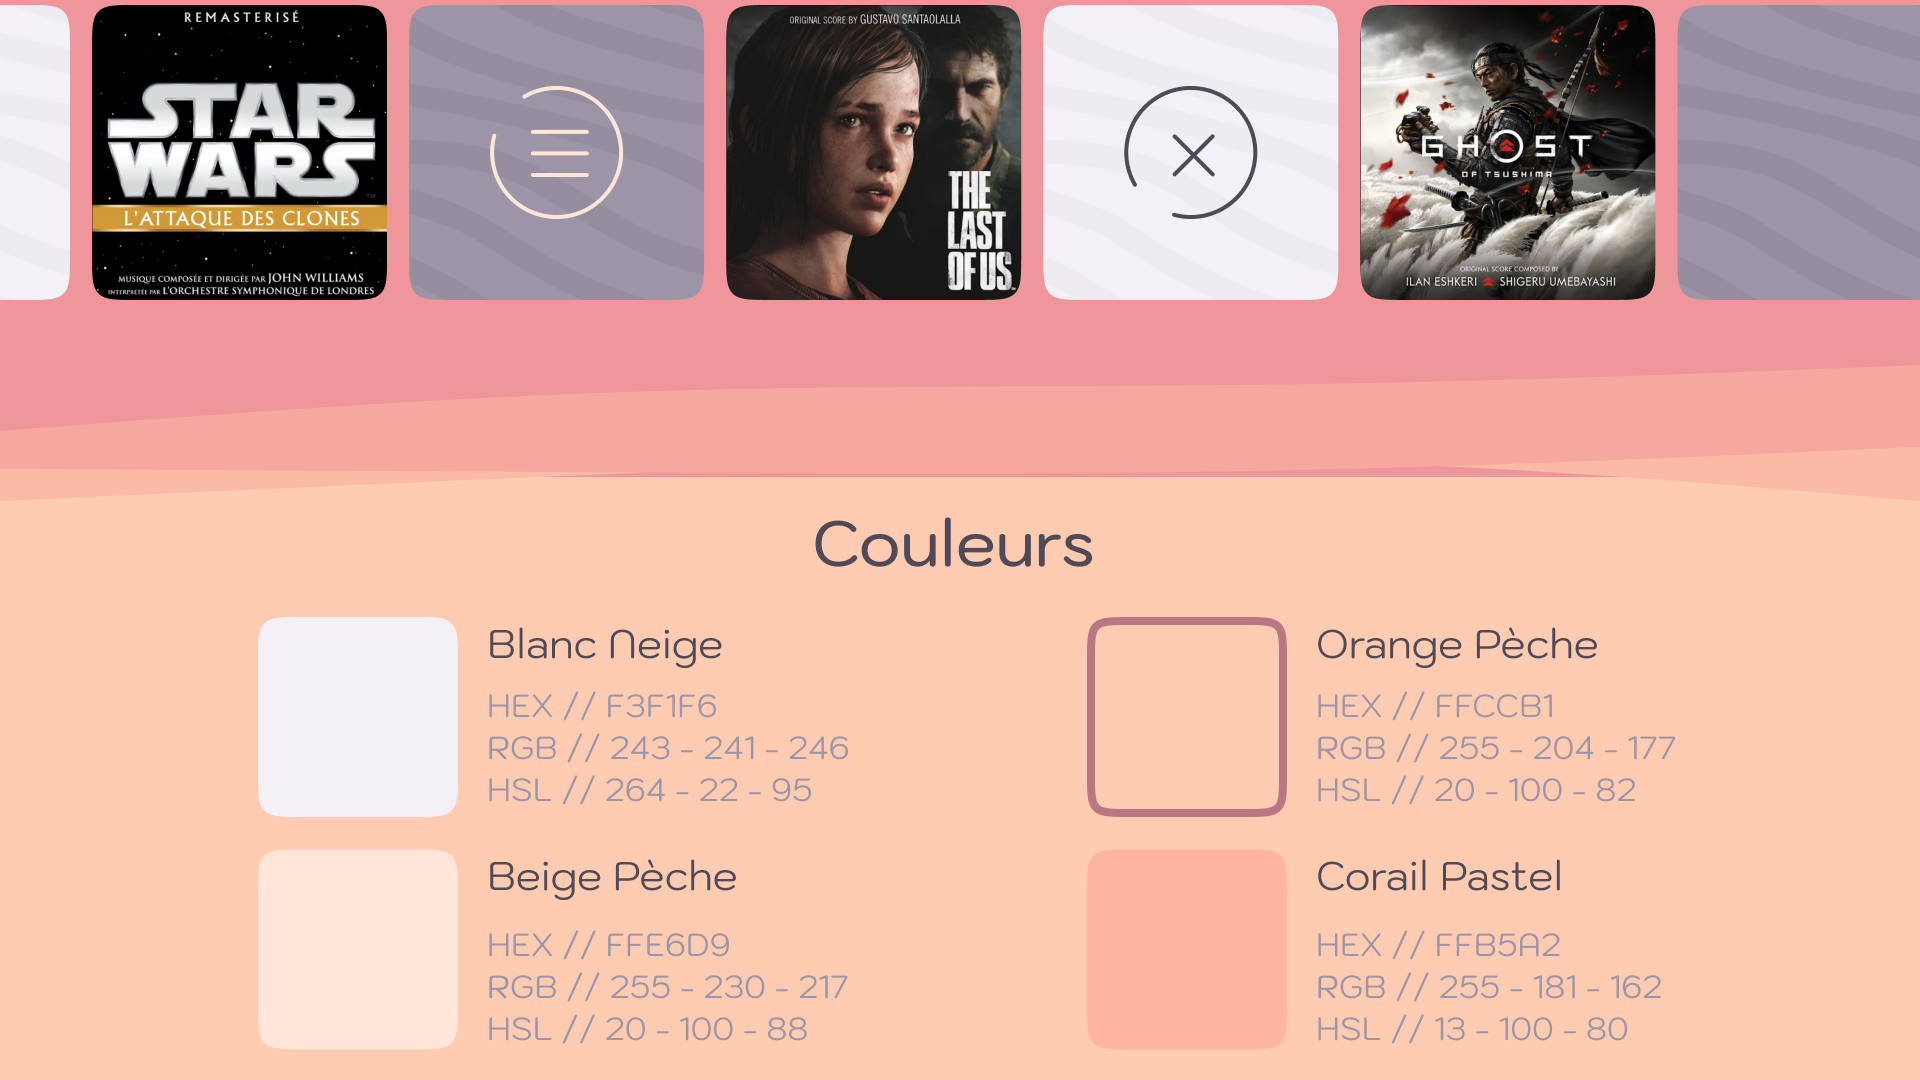 REMASTERISÉ
STAR
WARS
TM
L'ATTAQUE DES CLONES
MUSIQUE COMPOSÉE ET DIRIGÉE PAR JOHN WILLIAMS
INTERPRETÉE PAR L'ORCHESTRE SYMPHONIQUE DE LONDRES
ORIGINAL SCORE BY GUSTAVO SANTAOLALLA
THE
LAST
OF US
GHOST
OF TSUSHIMA
ORIGINAL SCORE COMPOSED BY
ILAN ESHKERI SHIGERU UMEBAYASHI
Couleurs
Blanc Neige
HEX // F3F1F6
RGB // 243 - 241 - 246
HSL // 264 - 22 - 95
Orange Pèche
HEX // FFCCB1
RGB // 255 - 204 - 177
HSL // 20 - 100 - 82
Beige Pèche
HEX // FFE6D9
RGB // 255 - 230 - 217
HSL // 20 - 100 - 88
Corail Pastel
HEX // FFB5A2
RGB // 255 - 181 - 162
HSL // 13 - 100 - 80